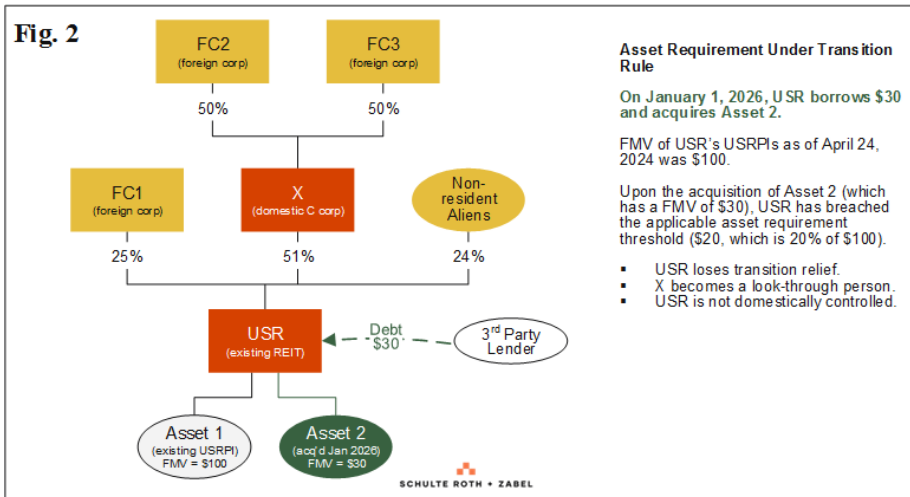 Fig. 2
FC2
(foreign corp)
FC3
(foreign corp)
50%
50%
FC1
(foreign corp)
X
(domestic C corp)
Non-
resident
Aliens
25%
51%
24%
USR
(existing REIT)
Debt
$30
3rd Party
Lender
Asset 1
(existing USRPI)
FMV = $100
Asset 2
(acq'd Jan 2026)
FMV = $30
Asset Requirement Under Transition
Rule
On January 1, 2026, USR borrows $30
and acquires Asset 2.
FMV of USR's USRPIs as of April 24,
2024 was $100.
Upon the acquisition of Asset 2 (which
has a FMV of $30), USR has breached
the applicable asset requirement
threshold ($20, which is 20% of $100).
▪ USR loses transition relief.
▪ X becomes a look-through person.
▪ USR is not domestically controlled.
SCHULTE ROTH + ZABEL